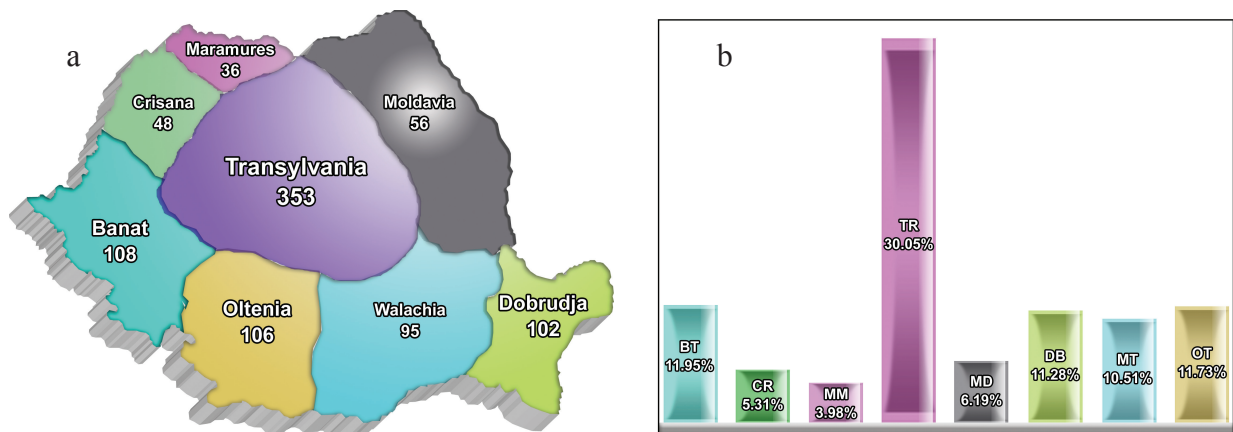 a
Maramures
36
Crisana
48
Moldavia
56
Transylvania
353
Banat
108
Oltenia
106
Walachia
95
Dobrudja
102
b
BT
11.95%
CR
5.31%
MM
3.98%
TR
30.05%
MD
6.19%
DB
11.28%
MT
10.51%
OT
11.73%